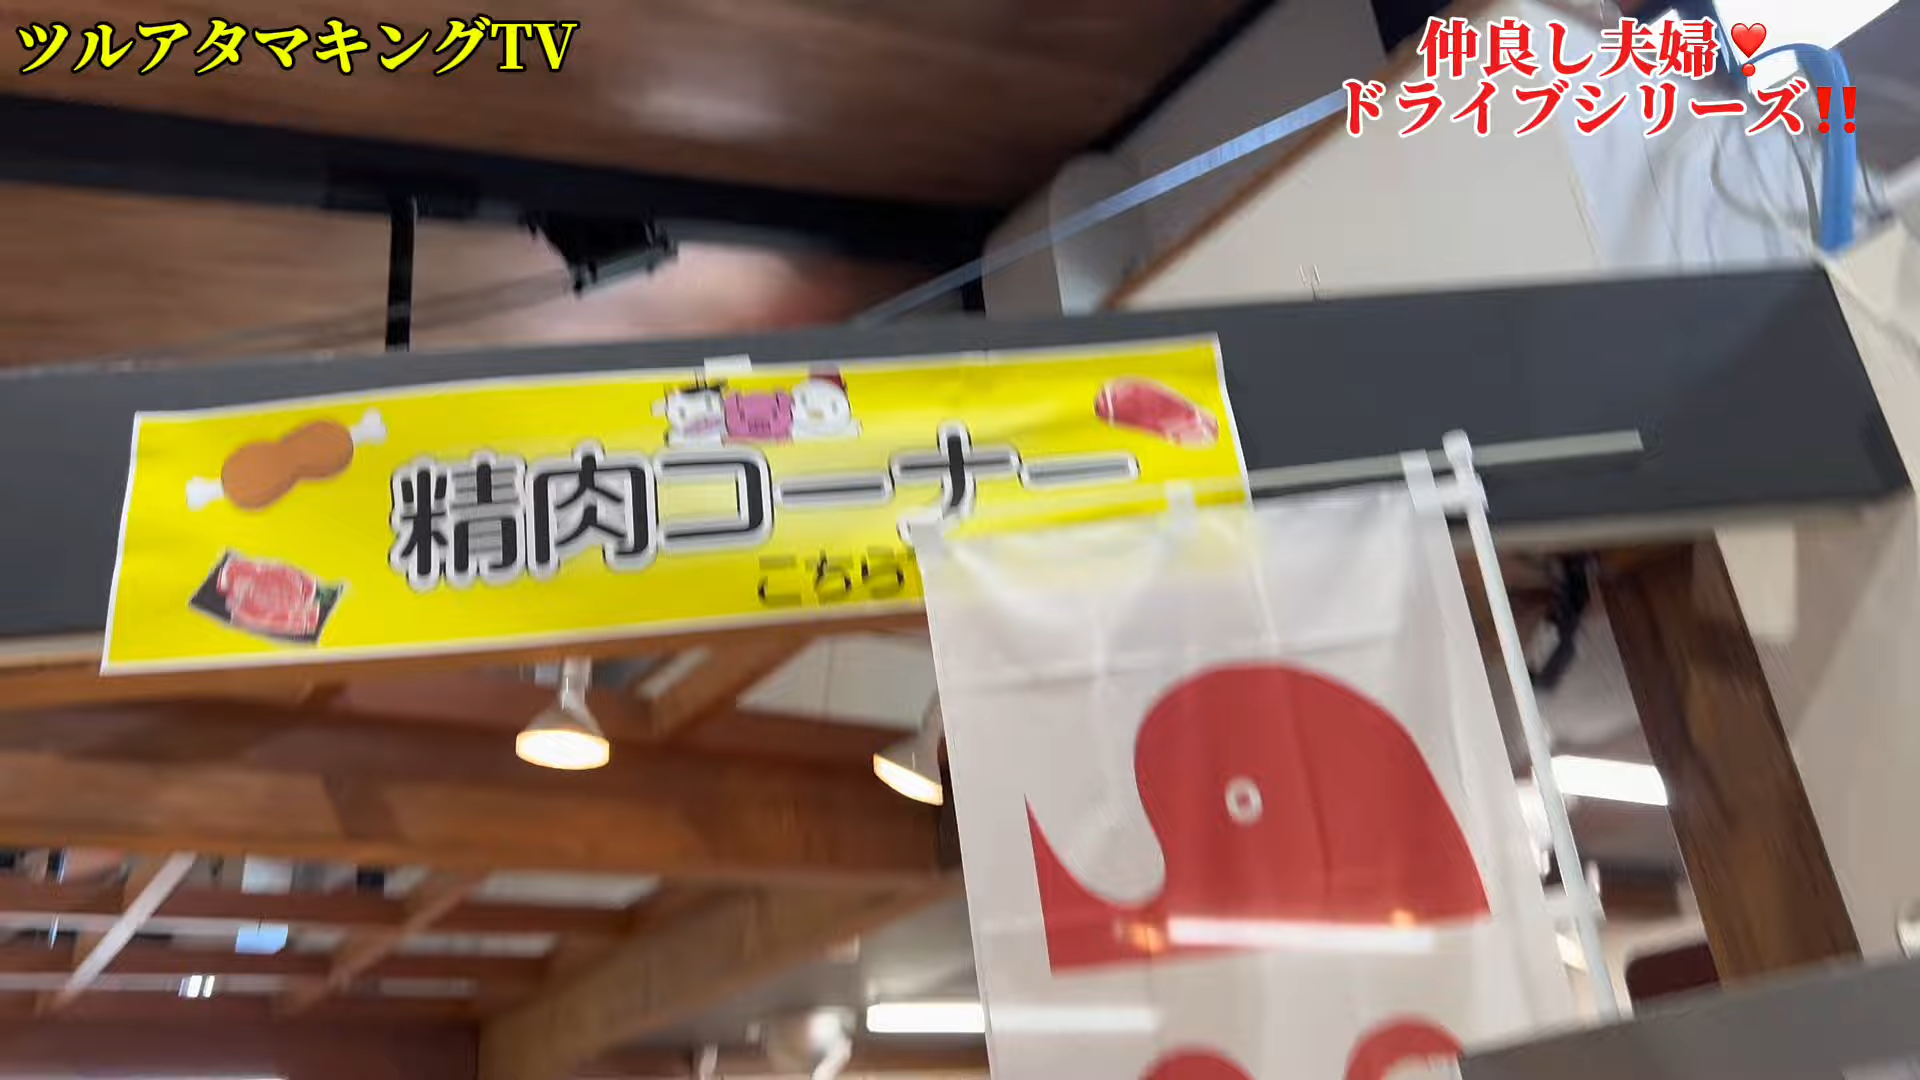 ツルアタマキングTV
仲良し夫婦❣
ドライブシリーズ‼
精肉コーナー
こちら